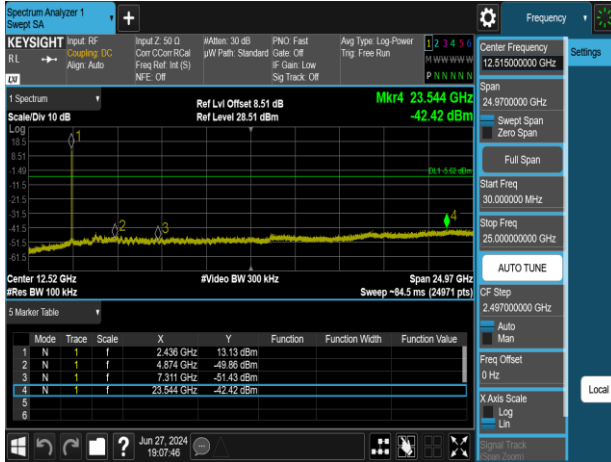 Spectrum Analyzer 1
Swept SA
+
Frequency
KEYSIGHT
RL
Input: RF
Coupling: DC
Align: Auto
Input Z: 50 Ω
Corr CCorr RCal
Freq Ref: Int (S)
NFE: Off
#Atten: 30 dB
µW Path: Standard
PNO: Fast
Gate: Off
IF Gain: Low
Sig Track: Off
Avg Type: Log-Power
Trig: Free Run
1 2 3 4 5 6
M W W W W W
P N N N N N
1 Spectrum
Scale/Div 10 dB
Ref Lvl Offset 8.51 dB
Ref Level 28.51 dBm
Mkr4 23.544 GHz
-42.42 dBm
Log
18.5
8.51
-1.49
-11.5
-21.5
-31.5
-41.5
-51.5
-61.5
1
2
3
4
DL1 -5.62 dBm
Center 12.52 GHz
#Res BW 100 kHz
#Video BW 300 kHz
Span 24.97 GHz
Sweep ~84.5 ms (24971 pts)
5 Marker Table
Mode Trace Scale X Y Function Function Width Function Value
1 N 1 f 2.436 GHz 13.13 dBm
2 N 1 f 4.874 GHz -49.86 dBm
3 N 1 f 7.311 GHz -51.43 dBm
4 N 1 f 23.544 GHz -42.42 dBm
5
6
Jun 27, 2024
19:07:46
Center Frequency
12.515000000 GHz
Span
24.9700000 GHz
Swept Span
Zero Span
Full Span
Start Freq
30.000000 MHz
Stop Freq
25.000000000 GHz
AUTO TUNE
CF Step
2.497000000 GHz
Auto
Man
Freq Offset
0 Hz
X Axis Scale
Log
Lin
Signal Track
(Span Zoom)
Settings
Local